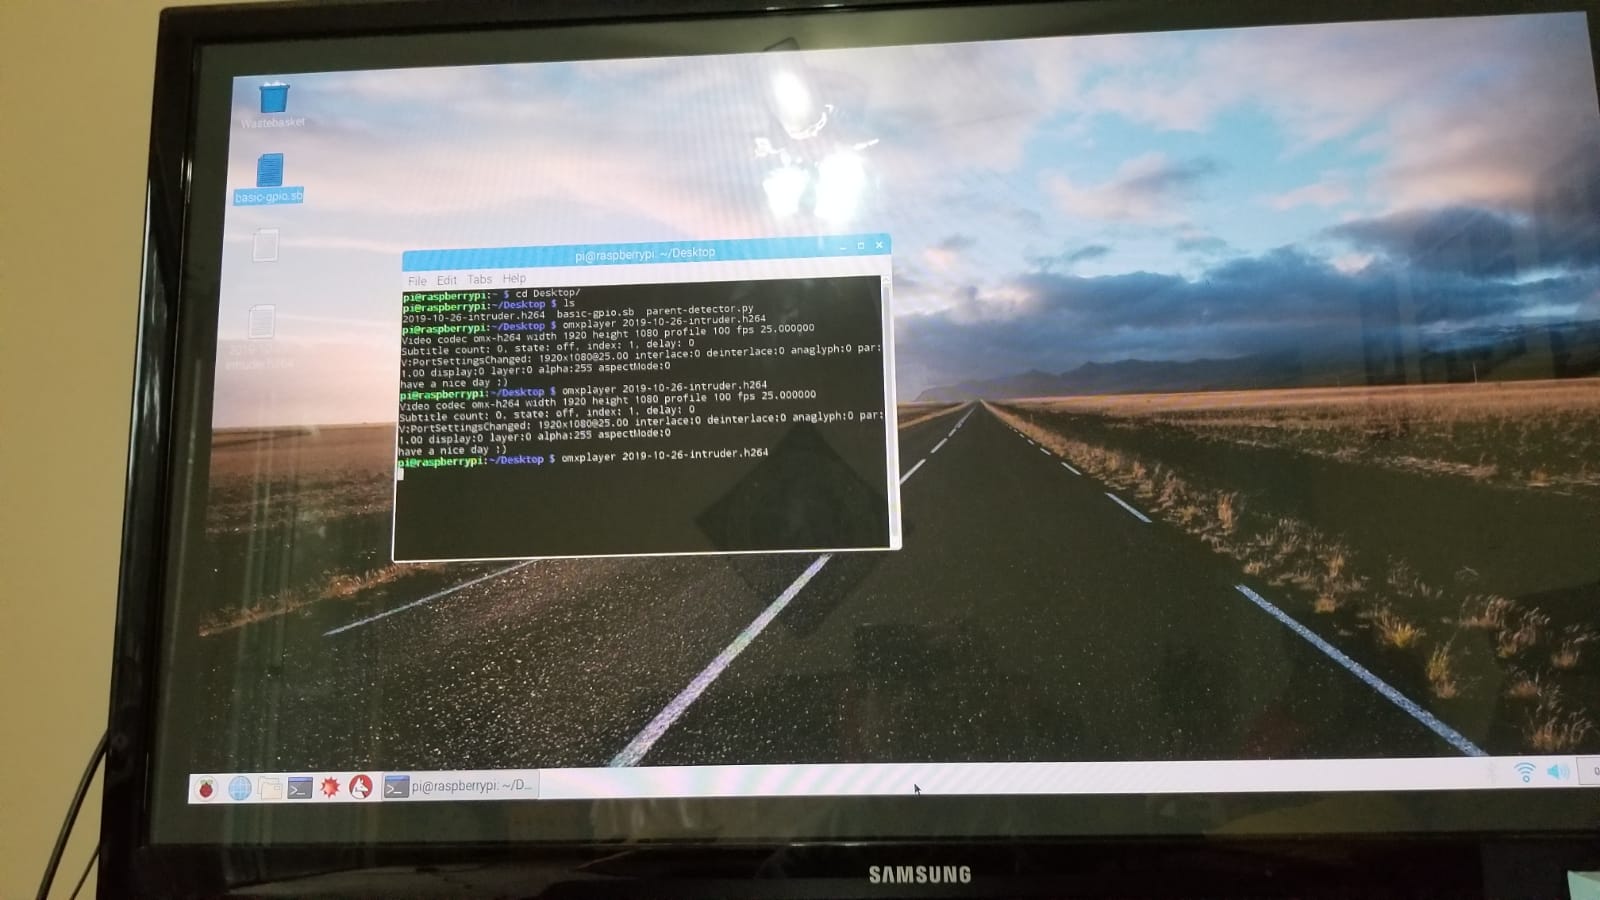 Wastebasket
basic-gpio.sb
intruder.h264
pi@raspberrypi: ~/Desktop
File Edit Tabs Help
pi@raspberrypi:~ $ cd Desktop/
pi@raspberrypi:~/Desktop $ ls
2019-10-26-intruder.h264  basic-gpio.sb  parent-detector.py
pi@raspberrypi:~/Desktop $ omxplayer 2019-10-26-intruder.h264
Video codec omx-h264 width 1920 height 1080 profile 100 fps 25.000000
Subtitle count: 0, state: off, index: 1, delay: 0
V:PortSettingsChanged: 1920x1080@25.00 interlace:0 deinterlace:0 anaglyph:0 par:
1.00 display:0 layer:0 alpha:255 aspectMode:0
have a nice day ;)
pi@raspberrypi:~/Desktop $ omxplayer 2019-10-26-intruder.h264
Video codec omx-h264 width 1920 height 1080 profile 100 fps 25.000000
Subtitle count: 0, state: off, index: 1, delay: 0
V:PortSettingsChanged: 1920x1080@25.00 interlace:0 deinterlace:0 anaglyph:0 par:
1.00 display:0 layer:0 alpha:255 aspectMode:0
have a nice day ;)
pi@raspberrypi:~/Desktop $ omxplayer 2019-10-26-intruder.h264
pi@raspberrypi: ~/D...
SAMSUNG